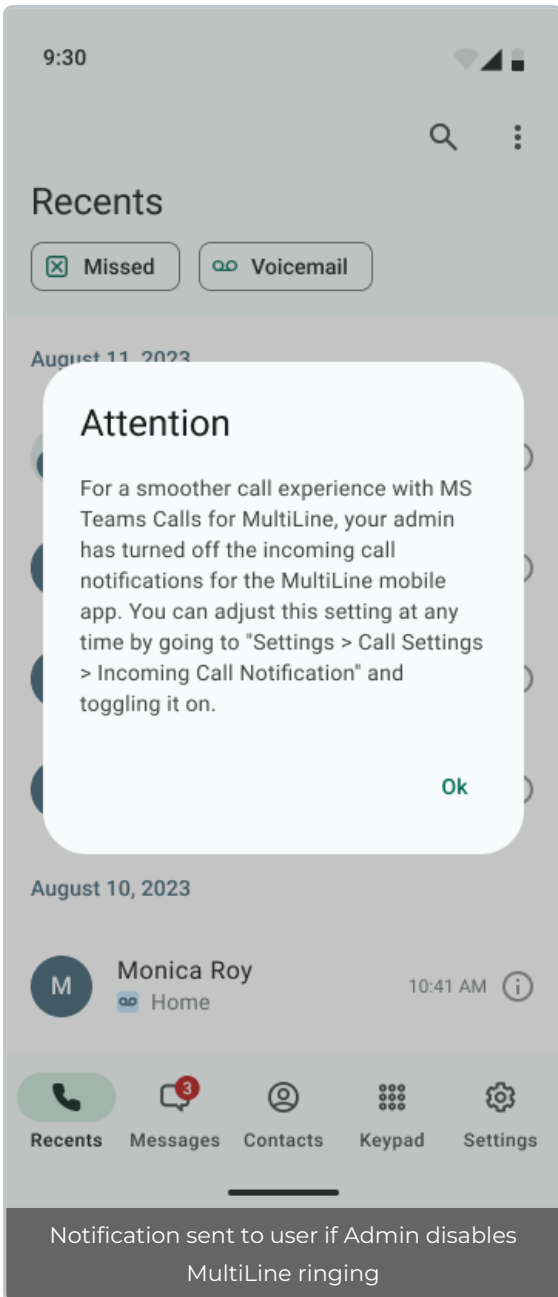 9:30
Recents
Missed
Voicemail
August 11, 2023
Attention
For a smoother call experience with MS
Teams Calls for MultiLine, your admin
has turned off the incoming call
notifications for the MultiLine mobile
app. You can adjust this setting at any
time by going to "Settings > Call Settings
> Incoming Call Notification" and
toggling it on.
Ok
August 10, 2023
M
Monica Roy
Home
10:41 AM
3
Recents Messages Contacts Keypad Settings
Notification sent to user if Admin disables
MultiLine ringing